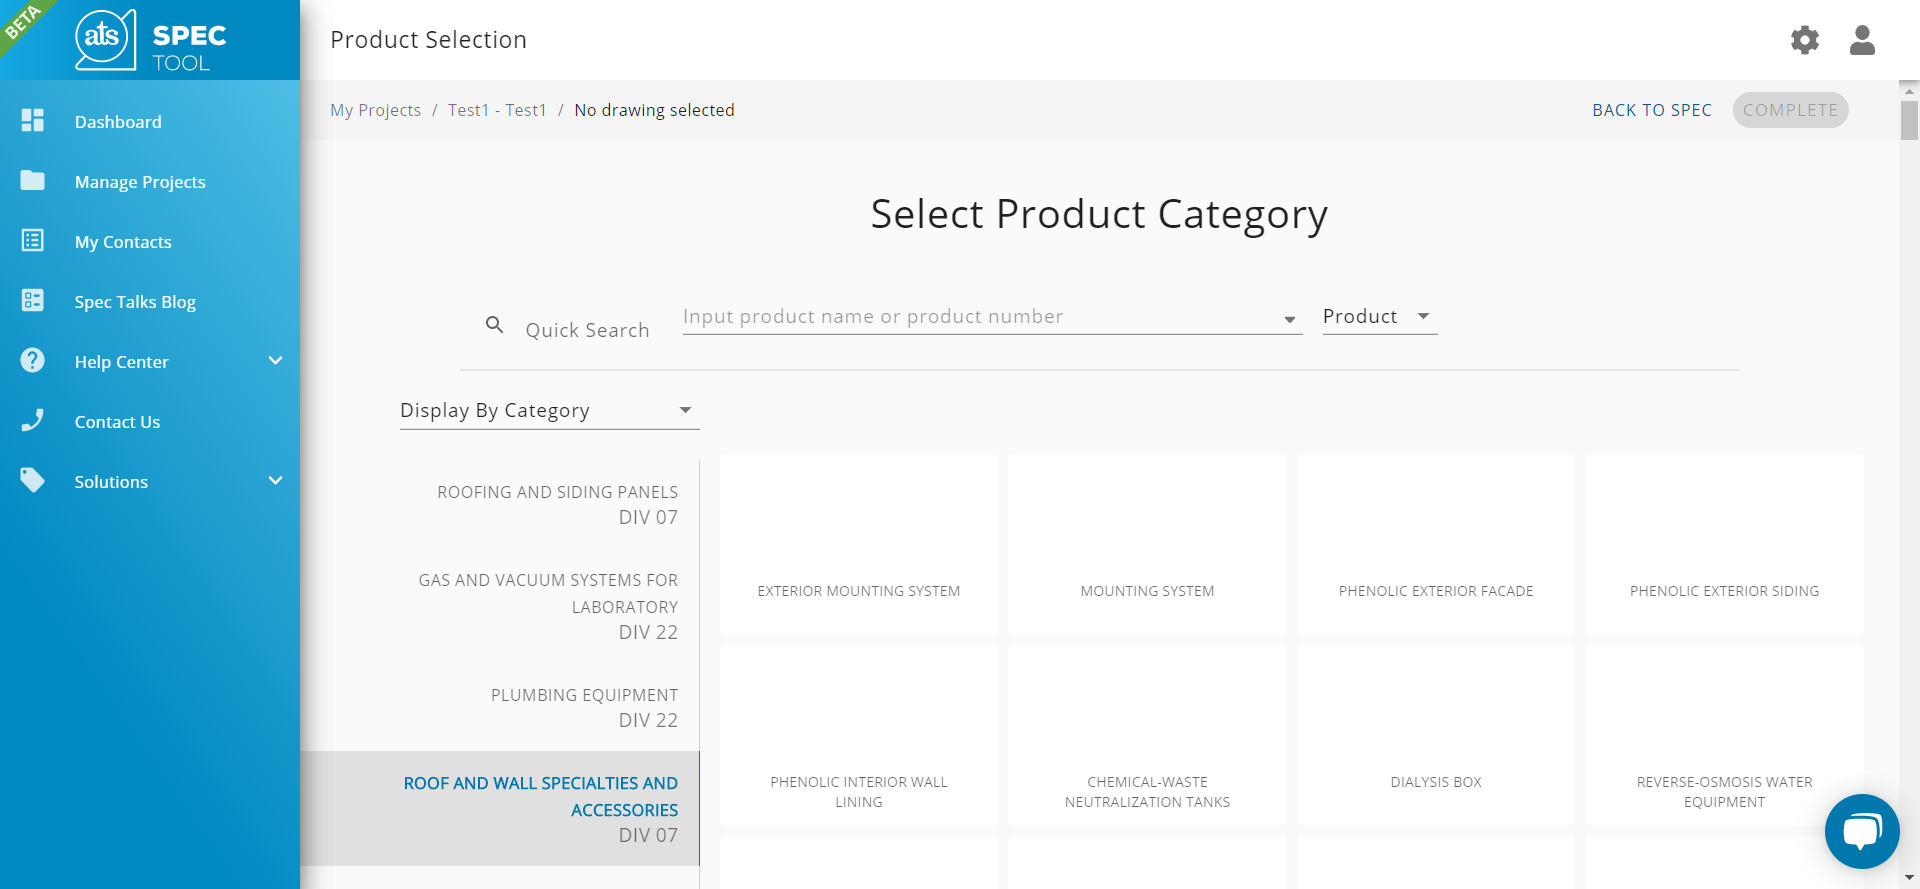 BETA
ats SPEC
TOOL
Product Selection
Dashboard
Manage Projects
My Contacts
Spec Talks Blog
Help Center
Contact Us
Solutions
My Projects / Test1 - Test1 / No drawing selected
BACK TO SPEC
COMPLETE
Select Product Category
Quick Search
Input product name or product number
Product
Display By Category
ROOFING AND SIDING PANELS
DIV 07
GAS AND VACUUM SYSTEMS FOR
LABORATORY
DIV 22
PLUMBING EQUIPMENT
DIV 22
ROOF AND WALL SPECIALTIES AND
ACCESSORIES
DIV 07
EXTERIOR MOUNTING SYSTEM
MOUNTING SYSTEM
PHENOLIC EXTERIOR FACADE
PHENOLIC EXTERIOR SIDING
PHENOLIC INTERIOR WALL
LINING
CHEMICAL-WASTE
NEUTRALIZATION TANKS
DIALYSIS BOX
REVERSE-OSMOSIS WATER
EQUIPMENT